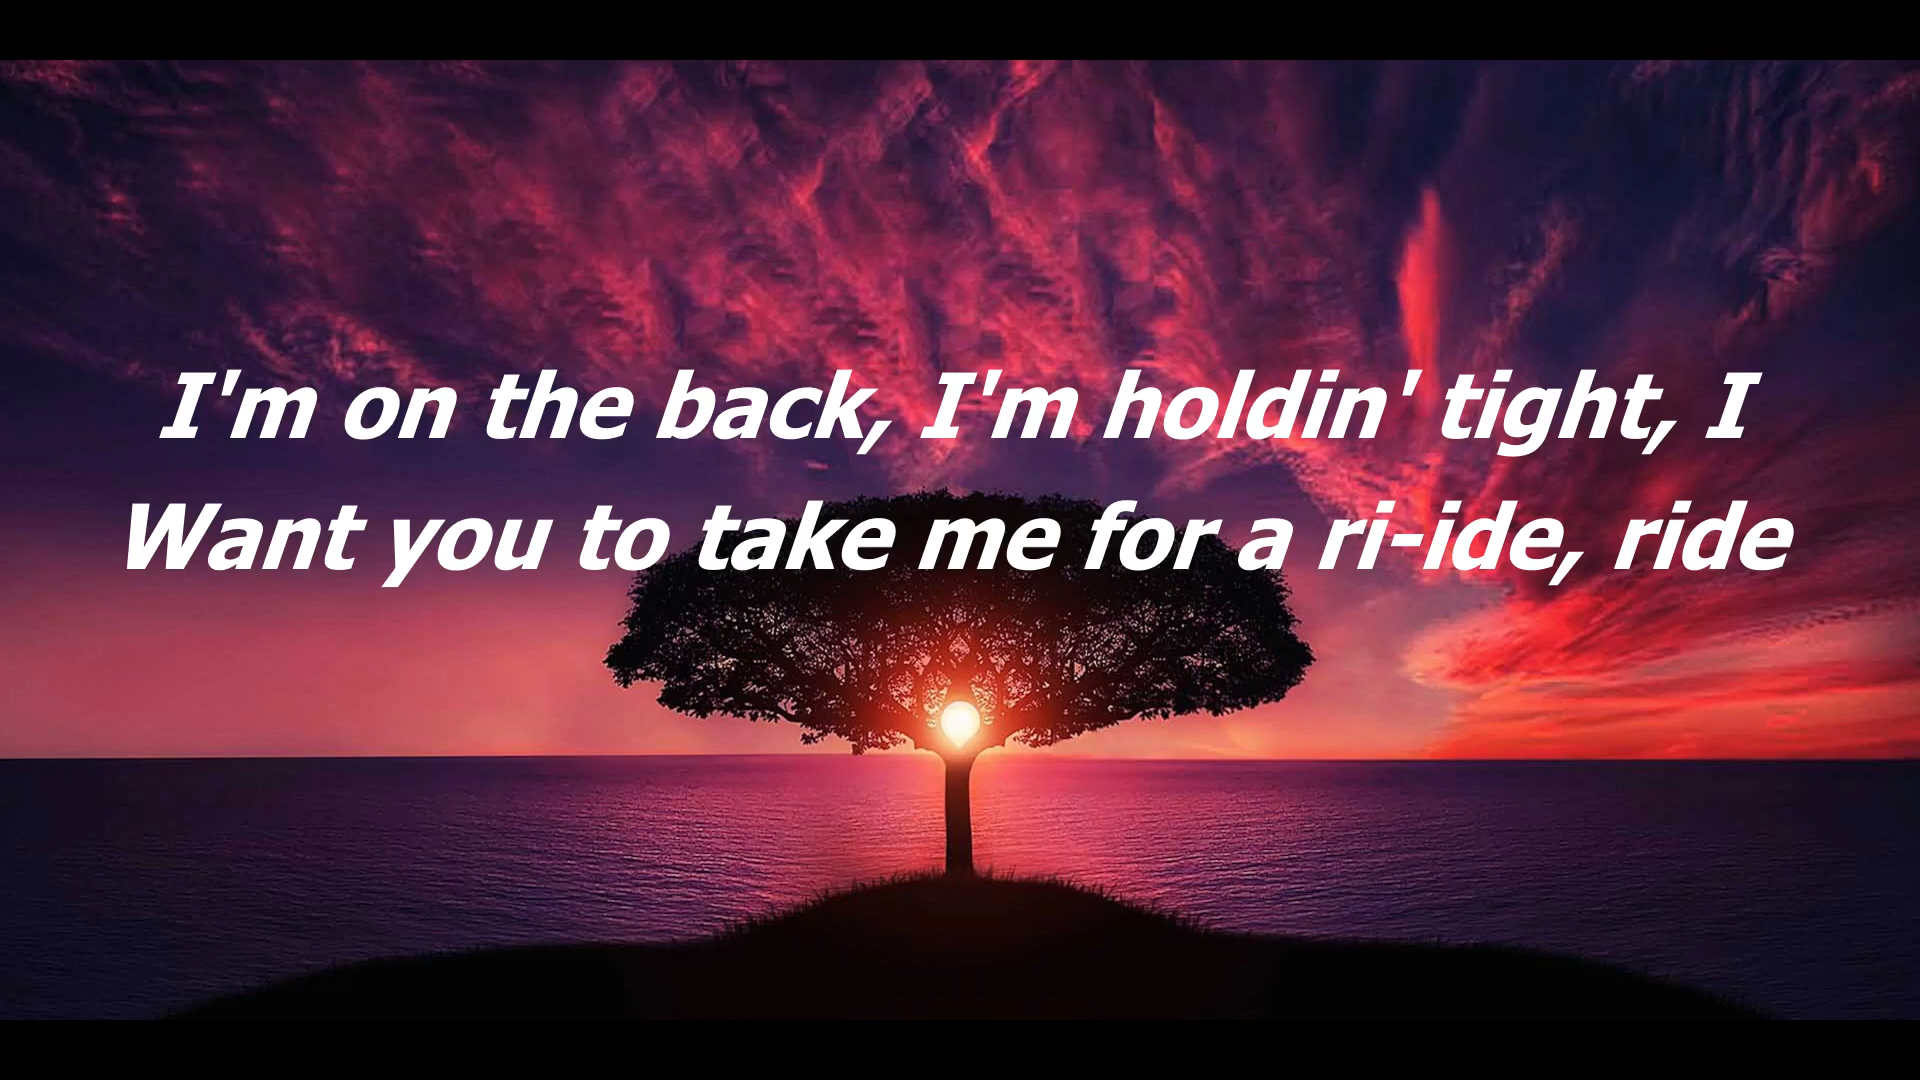 I'm on the back, I'm holdin' tight, I
Want you to take me for a ri-ide, ride